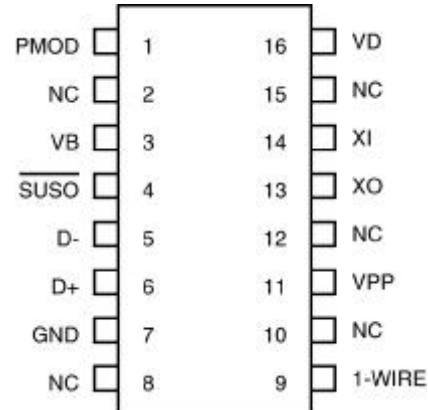 PMOD 1 16 VD
NC 2 15 NC
VB 3 14 XI
SUSO 4 13 XO
D- 5 12 NC
D+ 6 11 VPP
GND 7 10 NC
NC 8 9 1-WIRE